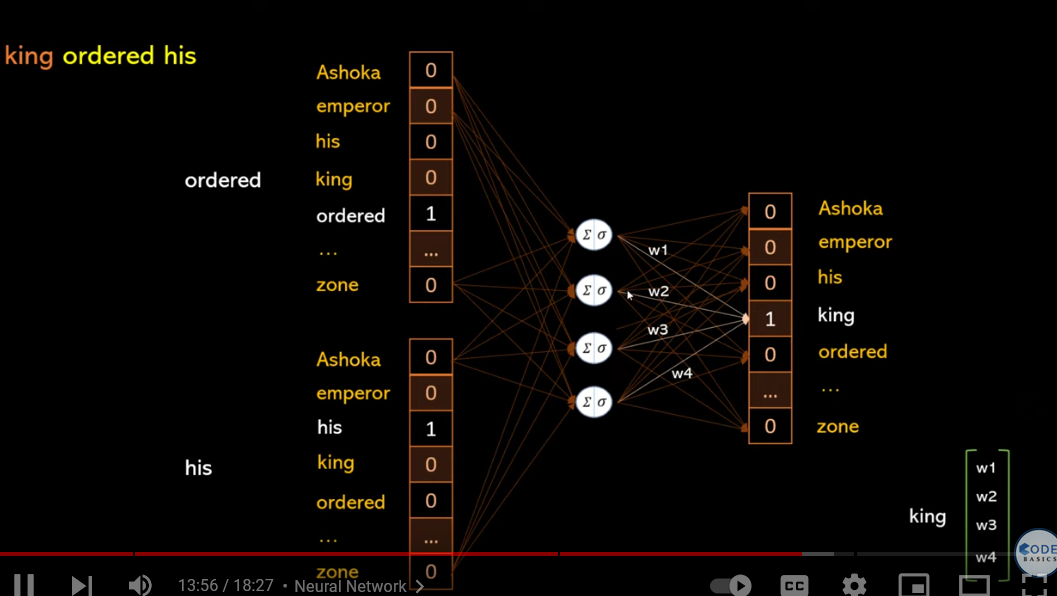 king ordered his
ordered
Ashoka 0
emperor 0
his 0
king 0
ordered 1
... ...
zone 0
his
Ashoka 0
emperor 0
his 1
king 0
ordered 0
... ...
zone 0
Σ σ
Σ σ
Σ σ
Σ σ
w1
w2
w3
w4
0 Ashoka
0 emperor
0 his
1 king
0 ordered
... ...
0 zone
king
w1
w2
w3
w4
CODE
BASICS
13:56 / 18:27 • Neural Network >
CC